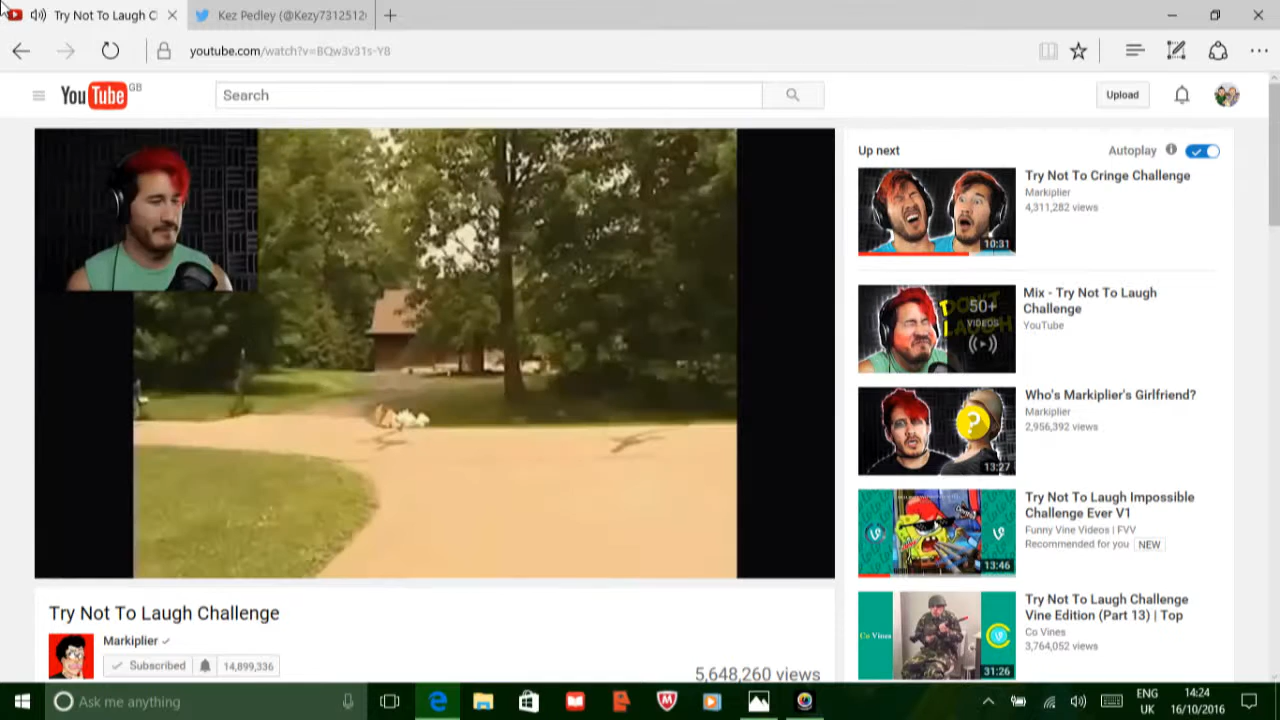 Try Not To Laugh C
Kez Pedley (@Kezy7312512
youtube.com/watch?v=BQw3v31s-Y8
YouTube GB
Search
Upload
Up next
Autoplay
Try Not To Cringe Challenge
Markiplier
4,311,282 views
10:31
Mix - Try Not To Laugh
Challenge
YouTube
50+
VIDEOS
DON'T
LAUGH
Who's Markiplier's Girlfriend?
Markiplier
2,956,392 views
?
13:27
Try Not To Laugh Impossible
Challenge Ever V1
Funny Vine Videos | FVV
Recommended for you NEW
13:46
Try Not To Laugh Challenge
Vine Edition (Part 13) | Top
Co Vines
3,764,052 views
Co Vines
31:26
Try Not To Laugh Challenge
Markiplier
Subscribed 14,899,336
5,648,260 views
Ask me anything
ENG
UK
14:24
16/10/2016